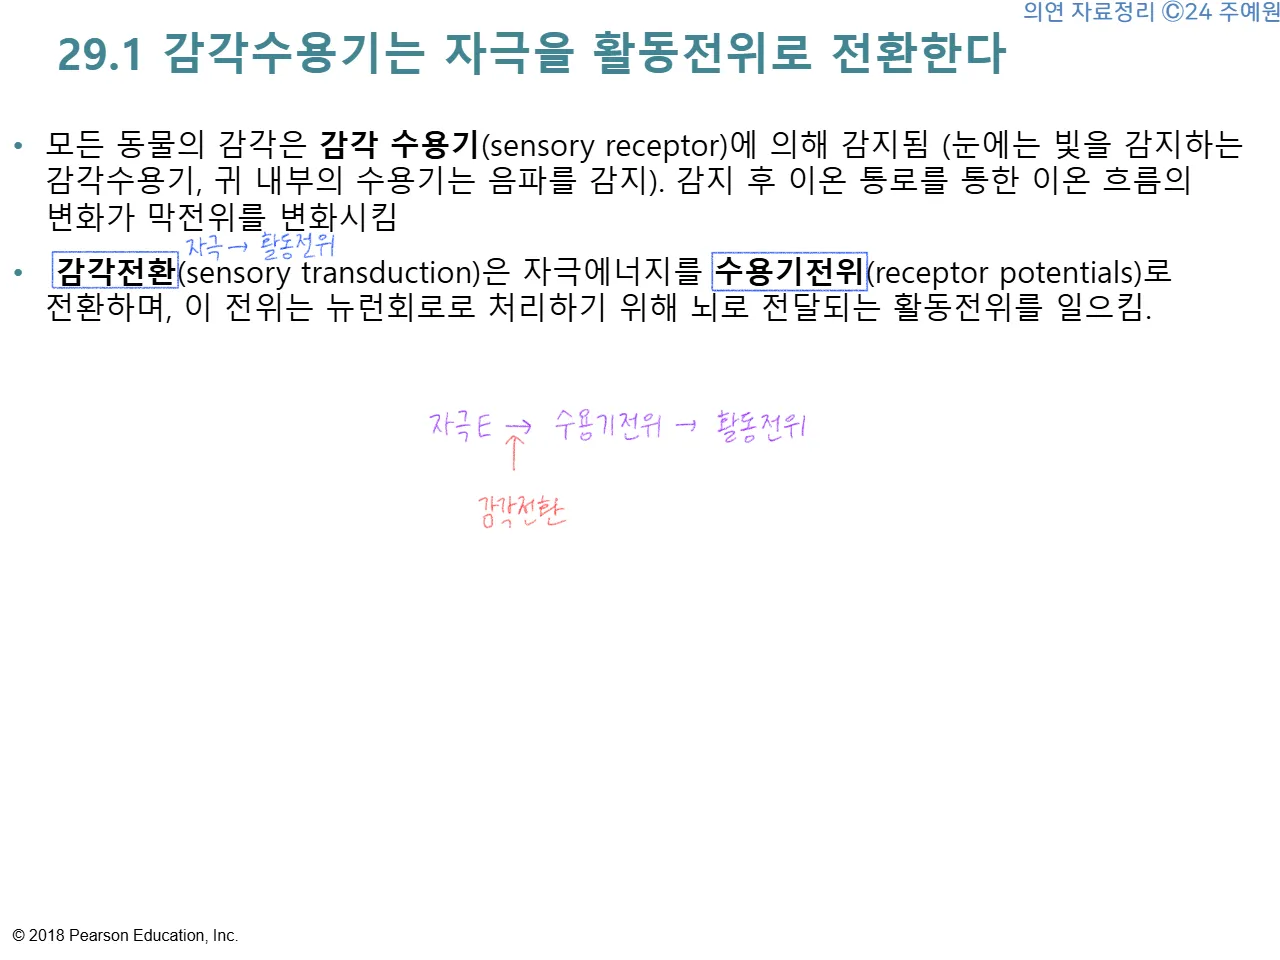 의연 자료정리 ©24 주예원
29.1 감각수용기는 자극을 활동전위로 전환한다
• 모든 동물의 감각은 감각 수용기(sensory receptor)에 의해 감지됨 (눈에는 빛을 감지하는
감각수용기, 귀 내부의 수용기는 음파를 감지). 감지 후 이온 통로를 통한 이온 흐름의
변화가 막전위를 변화시킴
자극 → 활동전위
• 감각전환(sensory transduction)은 자극에너지를 수용기전위(receptor potentials)로
전환하며, 이 전위는 뉴런회로로 처리하기 위해 뇌로 전달되는 활동전위를 일으킴.
자극E → 수용기전위 → 활동전위
↑
감각전환
© 2018 Pearson Education, Inc.